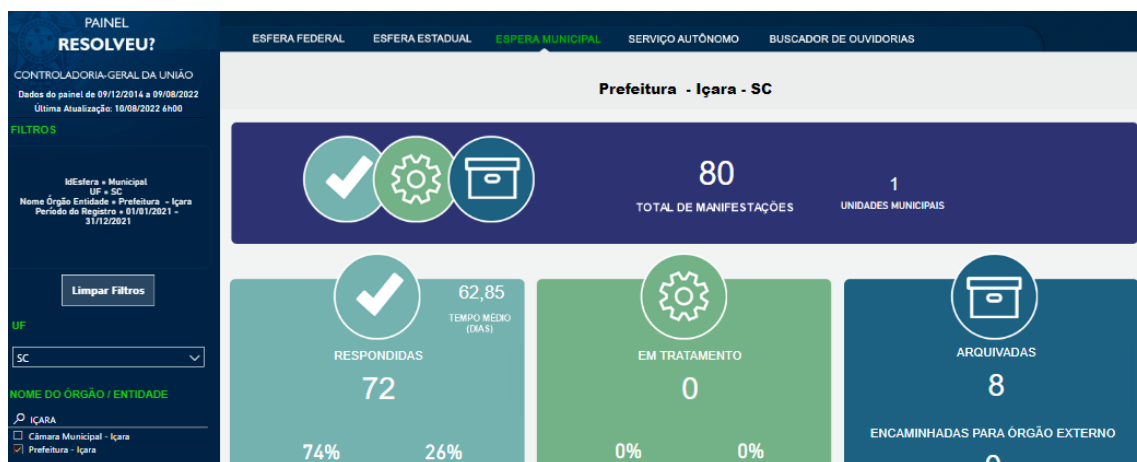 PAINEL
RESOLVEU?
CONTROLADORIA-GERAL DA UNIÃO
Dados do painel de 09/12/2014 a 09/08/2022
Última Atualização: 10/08/2022 6h00
FILTROS
IdEsfera = Municipal
UF = SC
Nome Órgão Entidade = Prefeitura - Içara
Período do Registro = 01/01/2021 -
31/12/2021
Limpar Filtros
UF
SC
NOME DO ÓRGÃO / ENTIDADE
IÇARA
Câmara Municipal - Içara
Prefeitura - Içara
ESFERA FEDERAL ESFERA ESTADUAL ESPERA MUNICIPAL SERVIÇO AUTÔNOMO BUSCADOR DE OUVIDORIAS
Prefeitura - Içara - SC
80
TOTAL DE MANIFESTAÇÕES
1
UNIDADES MUNICIPAIS
62,85
TEMPO MÉDIO
(DIAS)
RESPONDIDAS
72
74% 26%
EM TRATAMENTO
0
0% 0%
ARQUIVADAS
8
ENCAMINHADAS PARA ÓRGÃO EXTERNO